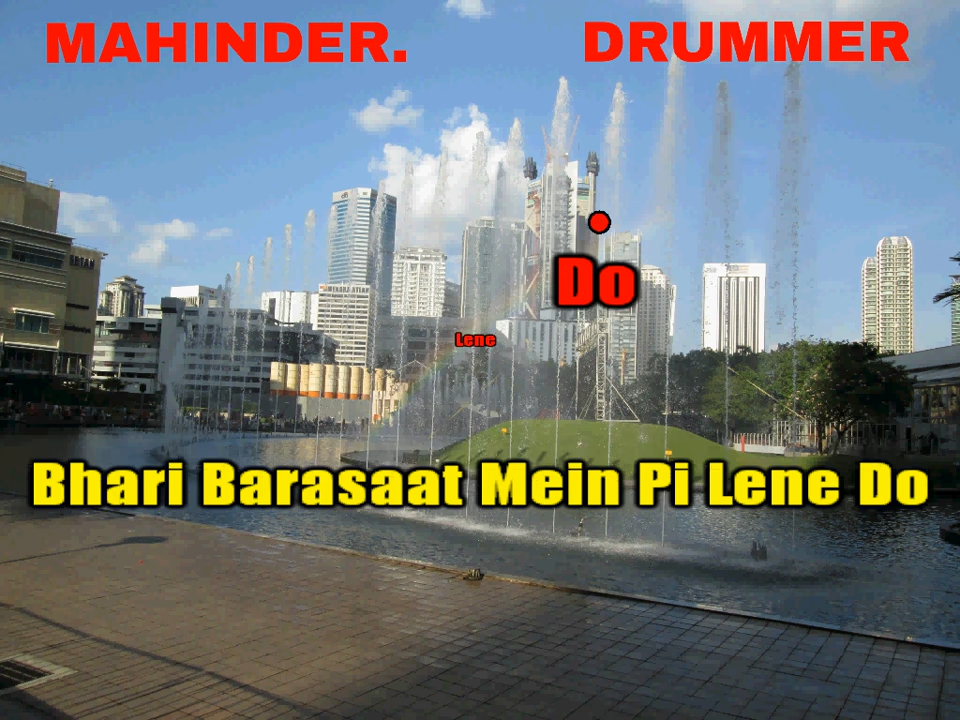 MAHINDER. DRUMMER
Do
Lene
Bhari Barasaat Mein Pi Lene Do